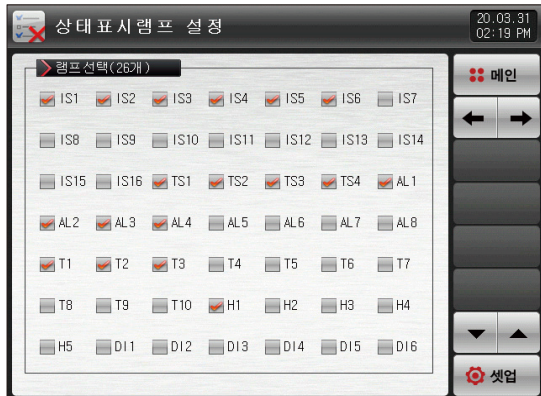 상태표시램프 설정
20.03.31
02:19 PM
램프선택(26개)
IS1 IS2 IS3 IS4 IS5 IS6 IS7
IS8 IS9 IS10 IS11 IS12 IS13 IS14
IS15 IS16 TS1 TS2 TS3 TS4 AL1
AL2 AL3 AL4 AL5 AL6 AL7 AL8
T1 T2 T3 T4 T5 T6 T7
T8 T9 T10 H1 H2 H3 H4
H5 DI1 DI2 DI3 DI4 DI5 DI6
메인
셋업